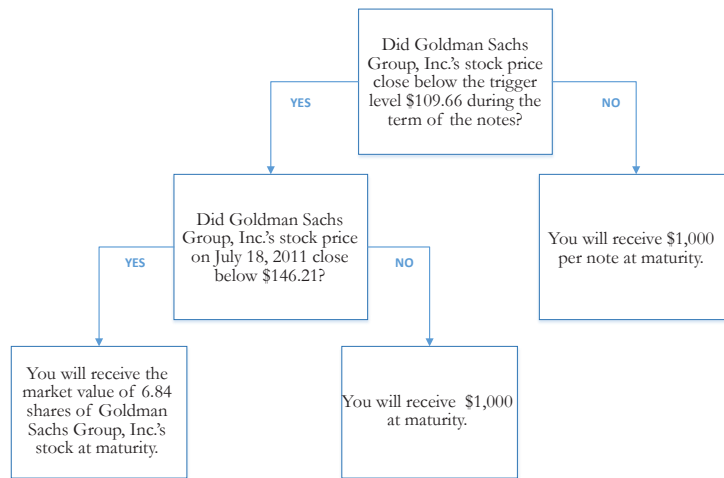 Did Goldman Sachs
Group, Inc.'s stock price
close below the trigger
level $109.66 during the
term of the notes?
YES
NO
Did Goldman Sachs
Group, Inc.'s stock price
on July 18, 2011 close
below $146.21?
You will receive $1,000
per note at maturity.
YES
NO
You will receive the
market value of 6.84
shares of Goldman
Sachs Group, Inc.'s
stock at maturity.
You will receive $1,000
at maturity.